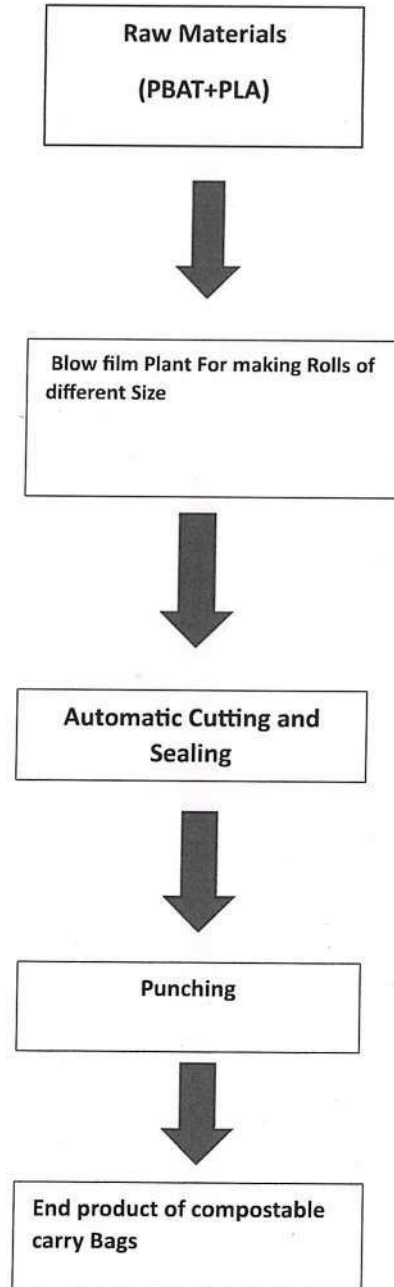 Raw Materials
(PBAT+PLA)
Blow film Plant For making Rolls of
different Size
Automatic Cutting and
Sealing
Punching
End product of compostable
carry Bags